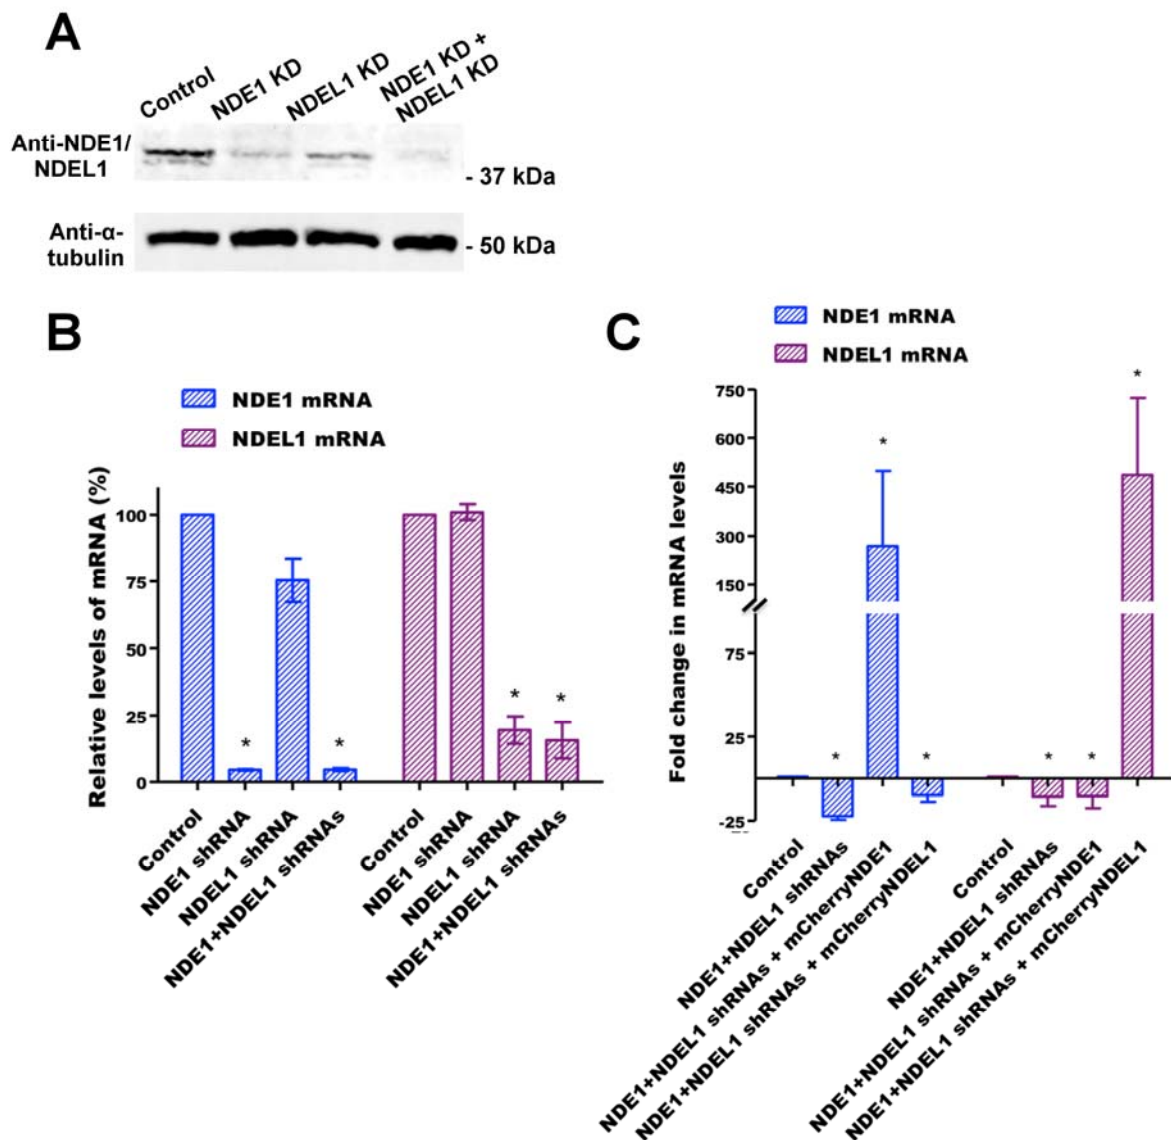 A
Control
NDE1 KD
NDEL1 KD
NDE1 KD +
NDEL1 KD
Anti-NDE1/
NDEL1
- 37 kDa
Anti-α-
tubulin
- 50 kDa
B
NDE1 mRNA
NDEL1 mRNA
Relative levels of mRNA (%)
100
75
50
25
0
*
*
*
*
Control
NDE1 shRNA
NDEL1 shRNA
NDE1+NDEL1 shRNAs
Control
NDE1 shRNA
NDEL1 shRNA
NDE1+NDEL1 shRNAs
C
NDE1 mRNA
NDEL1 mRNA
Fold change in mRNA levels
750
600
450
300
150
75
25
-25
*
*
*
*
*
*
Control
NDE1+NDEL1 shRNAs
NDE1+NDEL1 shRNAs + mCherryNDE1
NDE1+NDEL1 shRNAs + mCherryNDEL1
Control
NDE1+NDEL1 shRNAs
NDE1+NDEL1 shRNAs + mCherryNDE1
NDE1+NDEL1 shRNAs + mCherryNDEL1